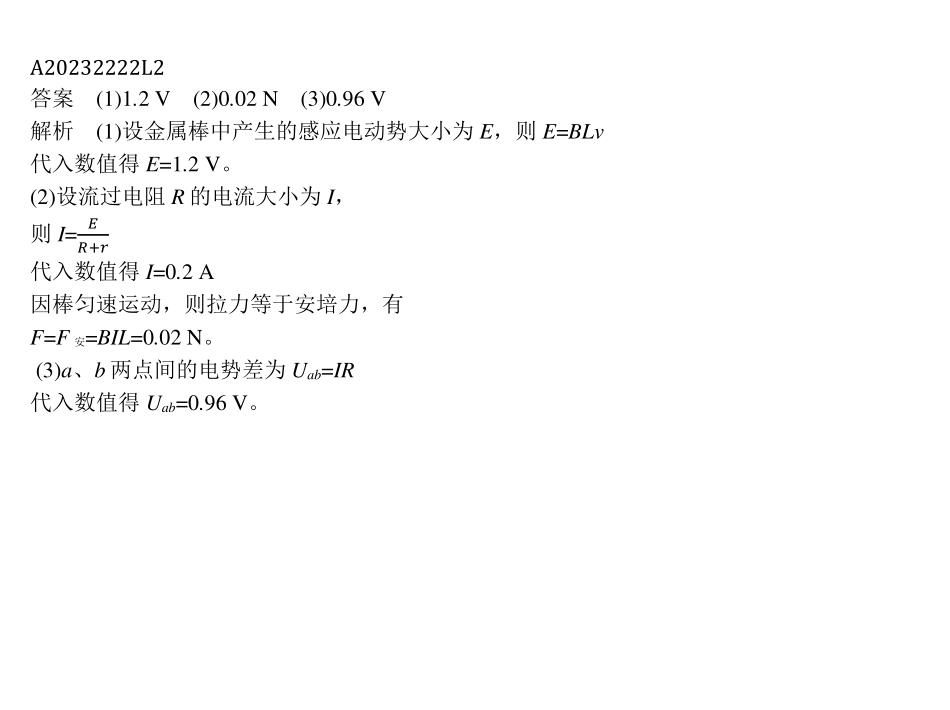 A20232222L2
答案 (1)1.2 V (2)0.02 N (3)0.96 V
解析 (1)设金属棒中产生的感应电动势大小为 E，则 E=BLv
代入数值得 E=1.2 V。
(2)设流过电阻 R 的电流大小为 I，
则 I=\frac{E}{R+r}
代入数值得 I=0.2 A
因棒匀速运动，则拉力等于安培力，有
F=F安=BIL=0.02 N。
(3)a、b 两点间的电势差为 Uab=IR
代入数值得 Uab=0.96 V。